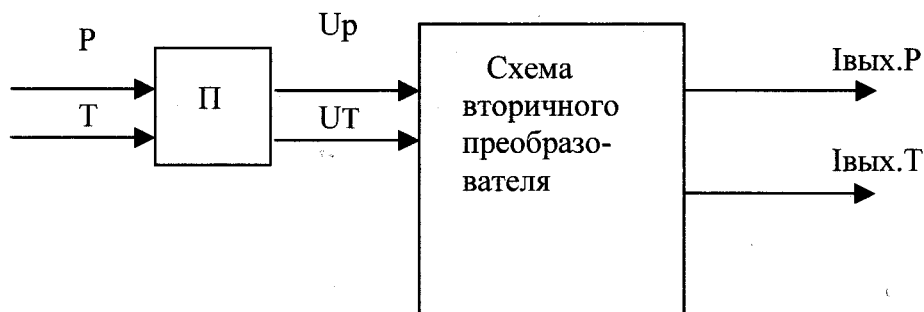 P
T
П
Up
UT
Схема
вторичного
преобразо-
вателя
Iвых.P
Iвых.T